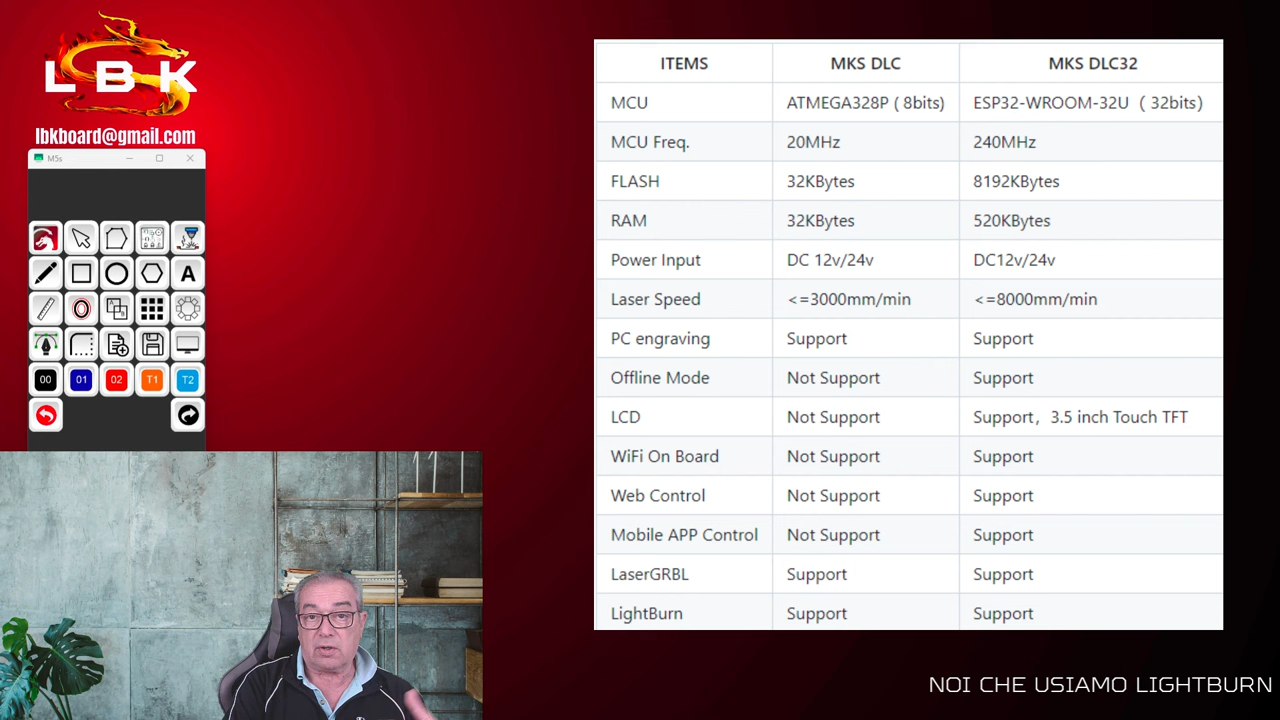 LBK
lbkboard@gmail.com
M5s
A
00 01 02 T1 T2
ITEMS MKS DLC MKS DLC32
MCU ATMEGA328P ( 8bits) ESP32-WROOM-32U ( 32bits)
MCU Freq. 20MHz 240MHz
FLASH 32KBytes 8192KBytes
RAM 32KBytes 520KBytes
Power Input DC 12v/24v DC12v/24v
Laser Speed <=3000mm/min <=8000mm/min
PC engraving Support Support
Offline Mode Not Support Support
LCD Not Support Support，3.5 inch Touch TFT
WiFi On Board Not Support Support
Web Control Not Support Support
Mobile APP Control Not Support Support
LaserGRBL Support Support
LightBurn Support Support
NOI CHE USIAMO LIGHTBURN